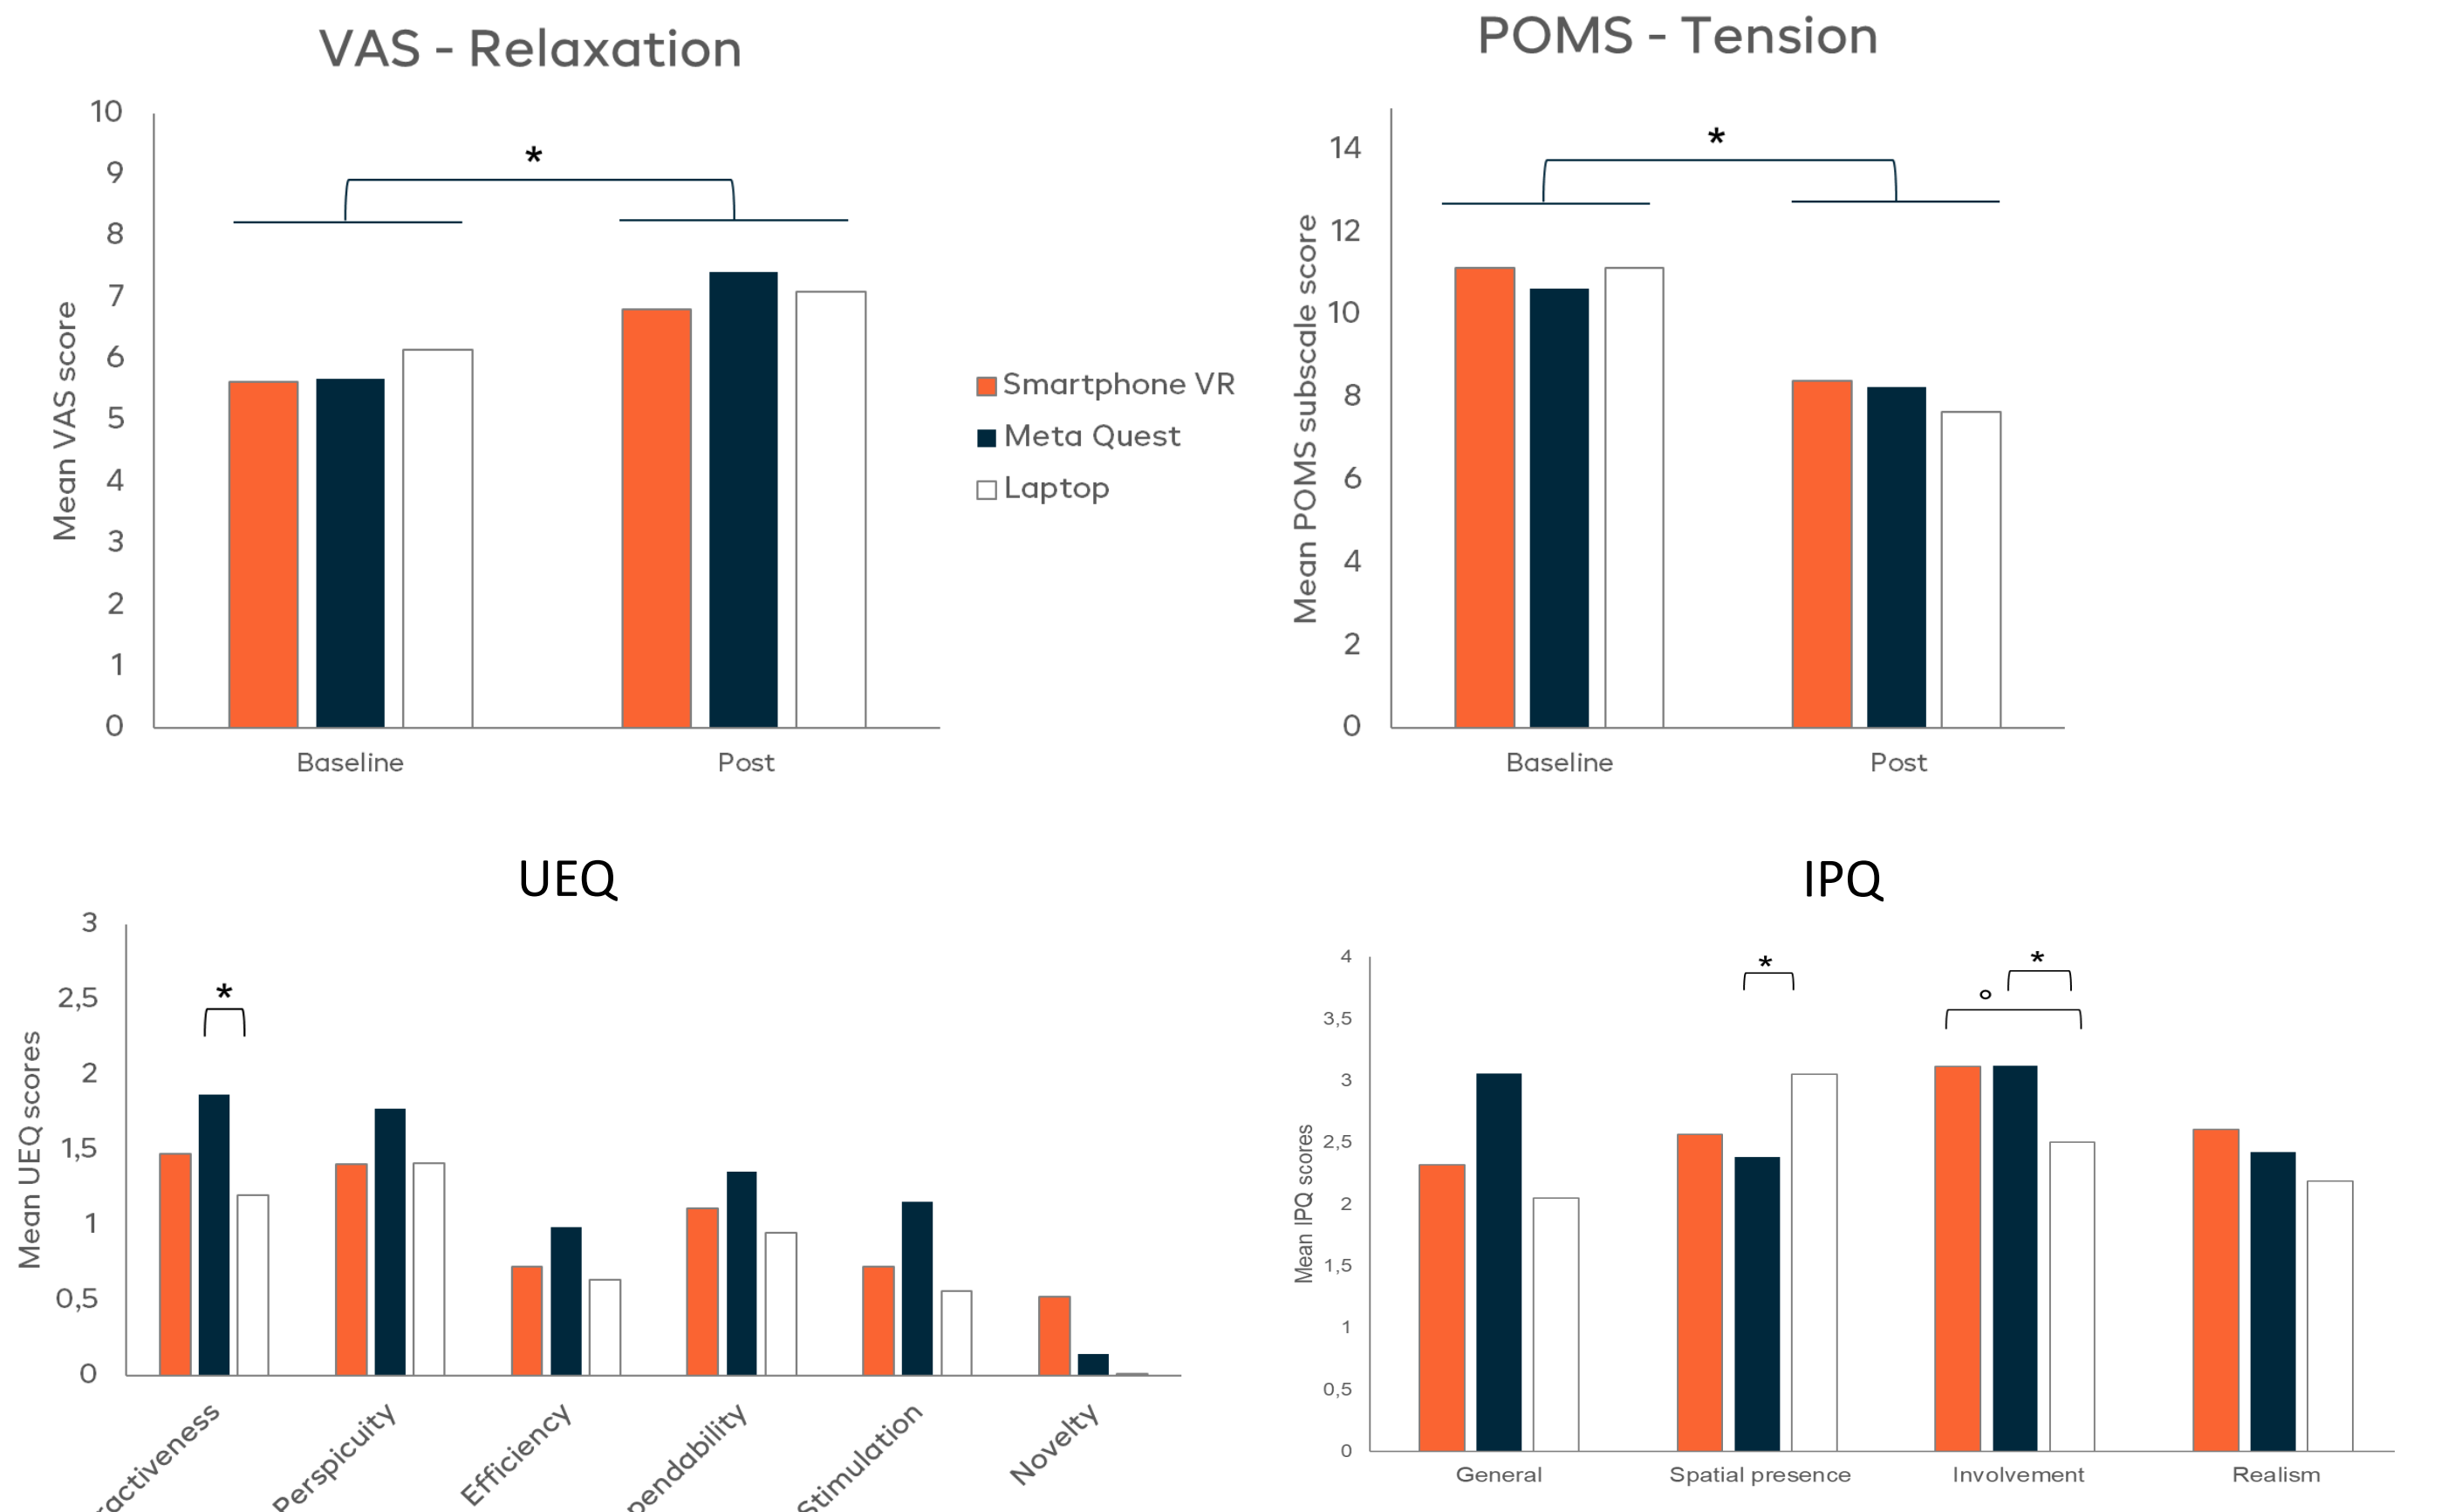 VAS - Relaxation
10
9
8
7
6
5
4
3
2
1
0
Mean VAS score
*
Baseline
Post
Smartphone VR
Meta Quest
Laptop
POMS - Tension
14
12
10
8
6
4
2
0
Mean POMS subscale score
*
Baseline
Post
UEQ
3
2,5
2
1,5
1
0,5
0
Mean UEQ scores
*
ractiveness
Perspicuity
Efficiency
pendability
Stimulation
Novelty
IPQ
4
3,5
3
2,5
2
1,5
1
0,5
0
Mean IPQ scores
*
*
°
General
Spatial presence
Involvement
Realism